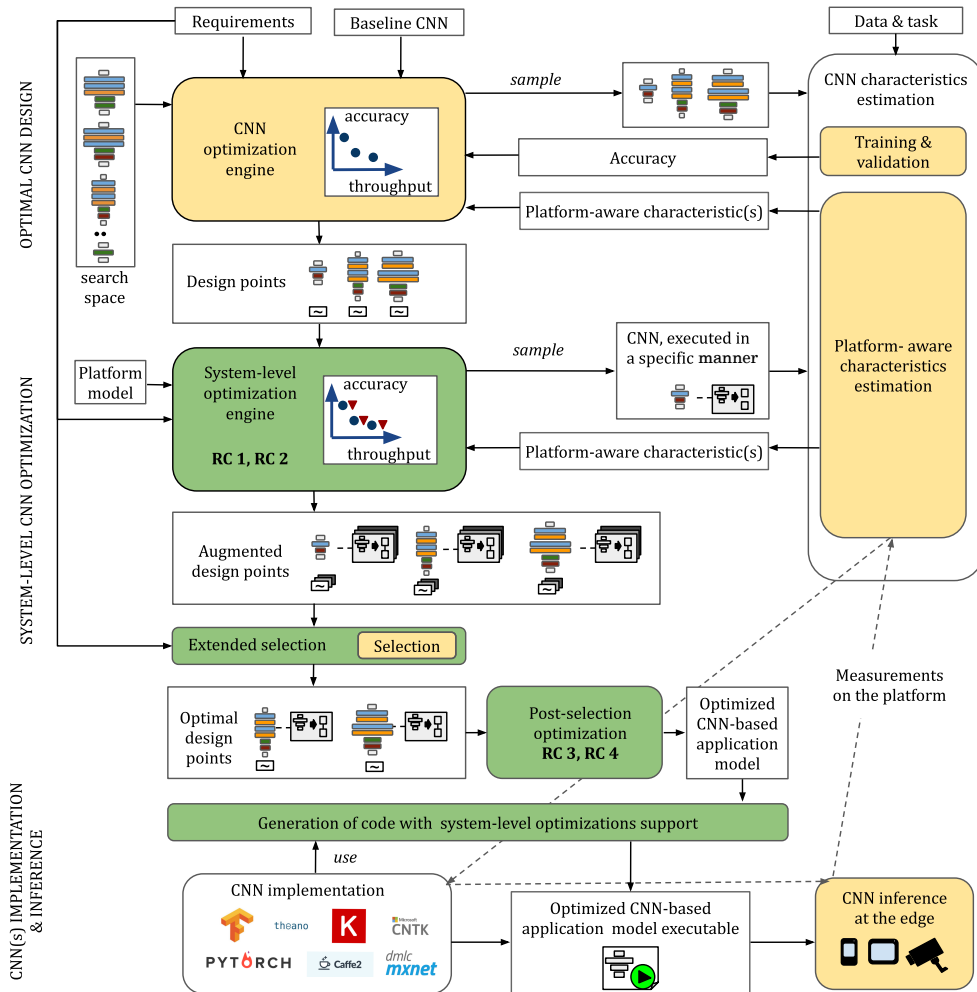 Requirements
Baseline CNN
Data & task
OPTIMAL CNN DESIGN
search
space
CNN
optimization
engine
accuracy
throughput
sample
CNN characteristics
estimation
Training &
validation
Accuracy
Platform-aware characteristic(s)
Design points
~
~
~
SYSTEM-LEVEL CNN OPTIMIZATION
Platform
model
System-level
optimization
engine
RC 1, RC 2
accuracy
throughput
sample
CNN, executed in
a specific manner
Platform- aware
characteristics
estimation
Platform-aware characteristic(s)
Augmented
design points
~
~
~
Extended selection
Selection
Optimal
design
points
~
~
Post-selection
optimization
RC 3, RC 4
Optimized
CNN-based
application
model
Measurements
on the platform
CNN(s) IMPLEMENTATION
& INFERENCE
Generation of code with system-level optimizations support
use
CNN implementation
theano
K
Microsoft
CNTK
PYTORCH
Caffe2
dmlc
mxnet
Optimized CNN-based
application model executable
CNN inference
at the edge